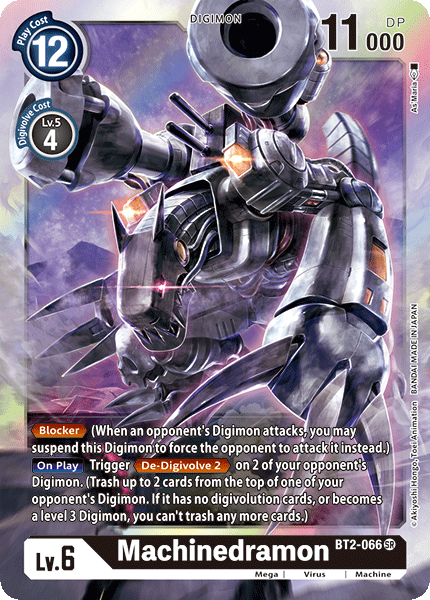 Play Cost
12
DIGIMON
11000
DP
Digivolve Cost
Lv.5
4
As'Maria
©Akiyoshi Hongo, Toei Animation BANDAI MADE IN JAPAN
Blocker (When an opponent's Digimon attacks, you may
suspend this Digimon to force the opponent to attack it instead.)
On Play Trigger De-Digivolve 2 on 2 of your opponent's
Digimon. (Trash up to 2 cards from the top of one of your
opponent's Digimon. If it has no digivolution cards, or becomes
a level 3 Digimon, you can't trash any more cards.)
Lv.6
Machinedramon
BT2-066 SR
Mega | Virus | Machine